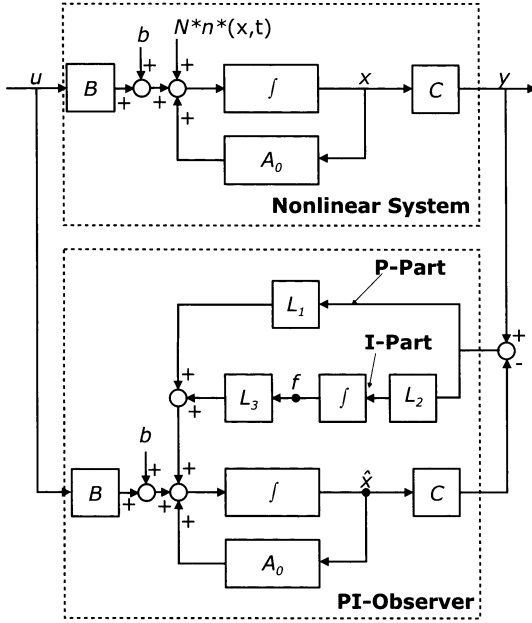 N*n*(x,t)
b
u
B
+
+
+
+
+
∫
x
C
y
A₀
Nonlinear System
P-Part
L₁
I-Part
+
-
+
+
L₃
f
∫
L₂
b
B
+
+
+
+
+
∫
x̂
C
A₀
PI-Observer